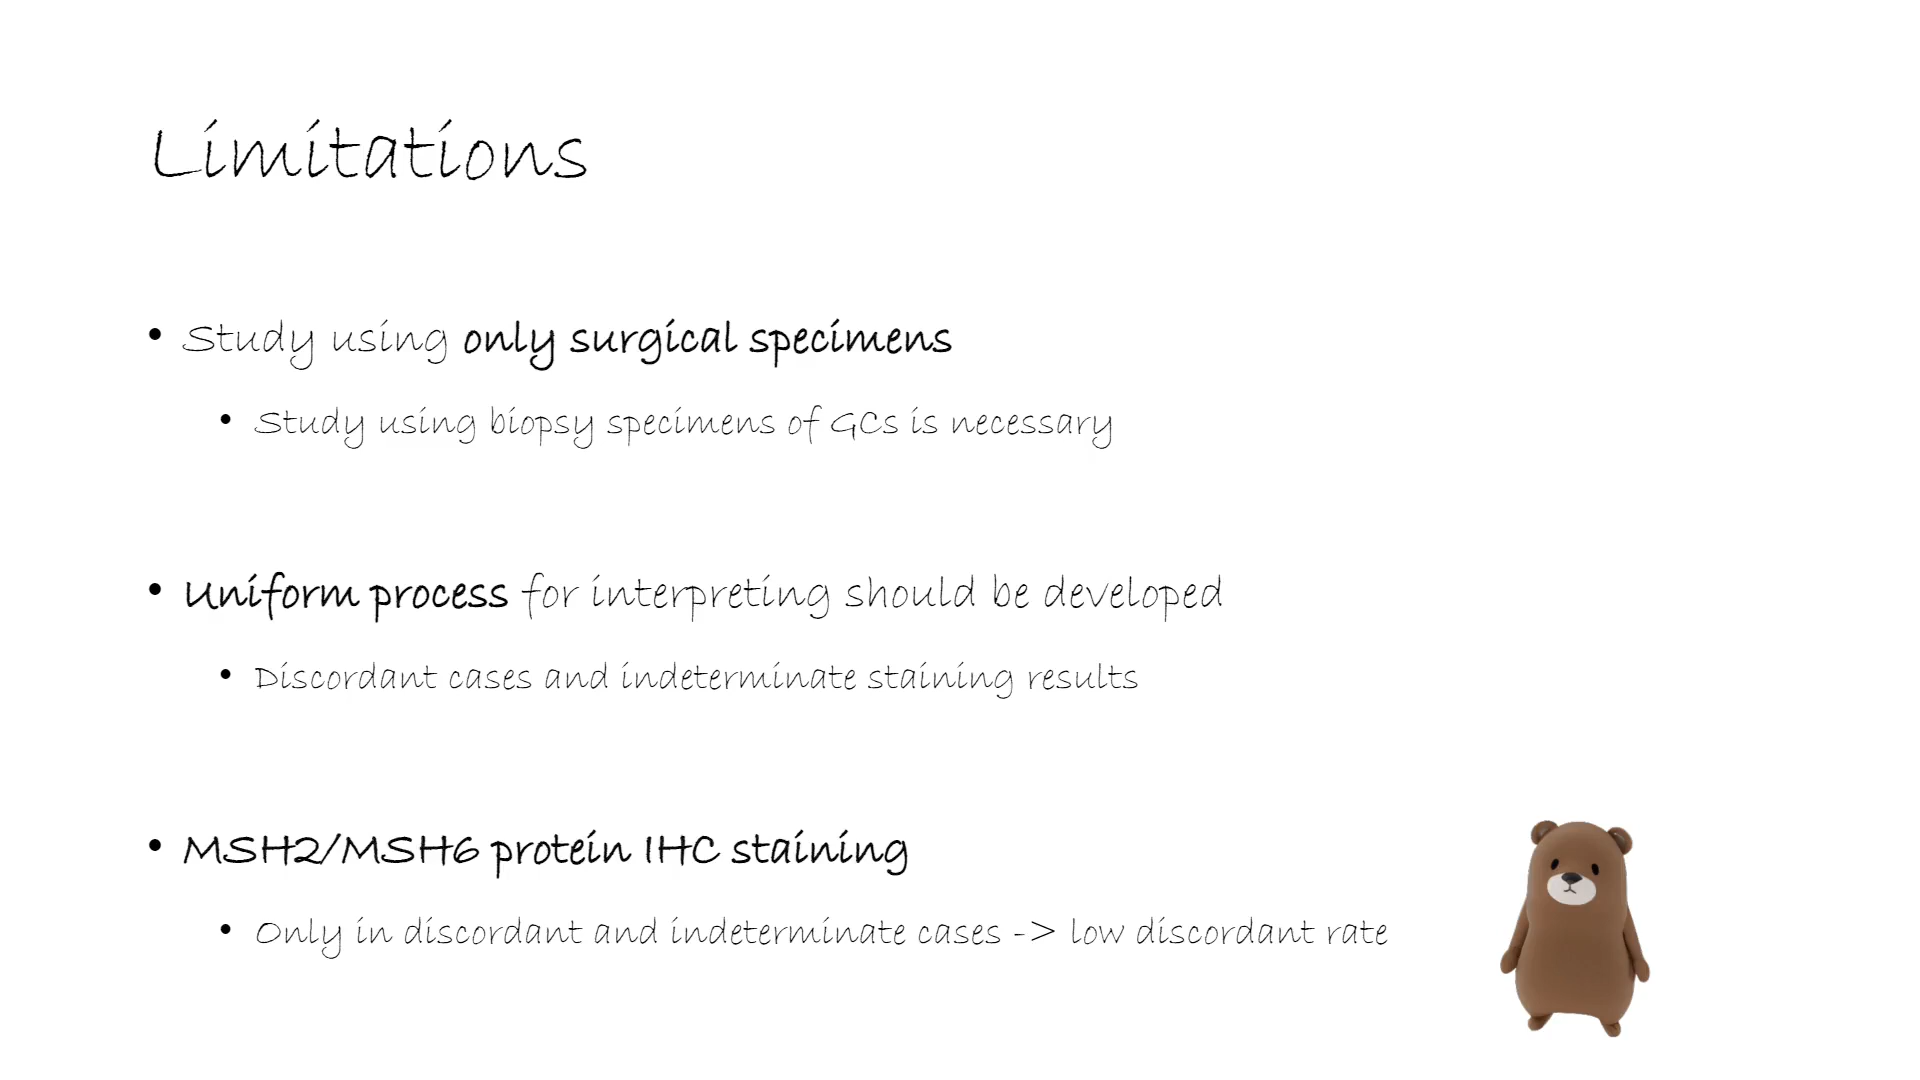 Limitations
• Study using only surgical specimens
• Study using biopsy specimens of GCs is necessary
• Uniform process for interpreting should be developed
• Discordant cases and indeterminate staining results
• MSH2/MSH6 protein IHC staining
• Only in discordant and indeterminate cases -> low discordant rate